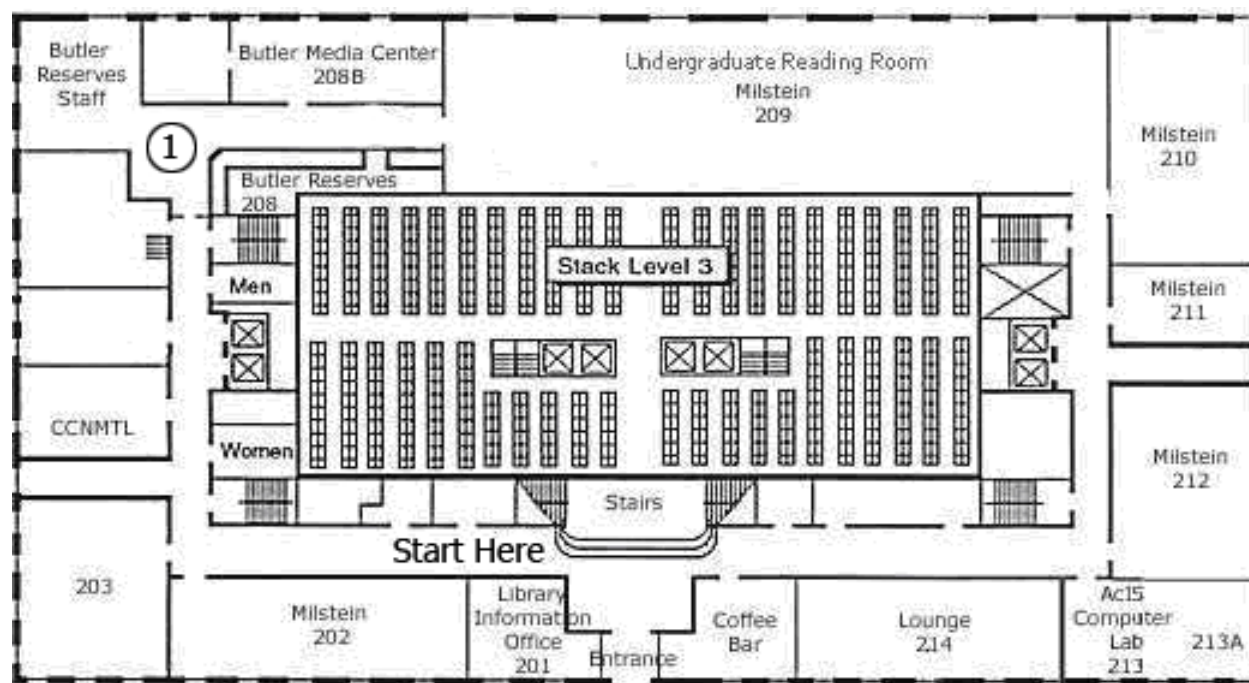 Butler
Reserves
Staff
Butler Media Center
208B
Undergraduate Reading Room
Milstein
209
Milstein
210
1
Butler Reserves
208
Stack Level 3
Men
Milstein
211
CCNMTL
Women
Milstein
212
Stairs
Start Here
203
Milstein
202
Library
Information
Office
201
Entrance
Coffee
Bar
Lounge
214
AcIS
Computer
Lab
213
213A